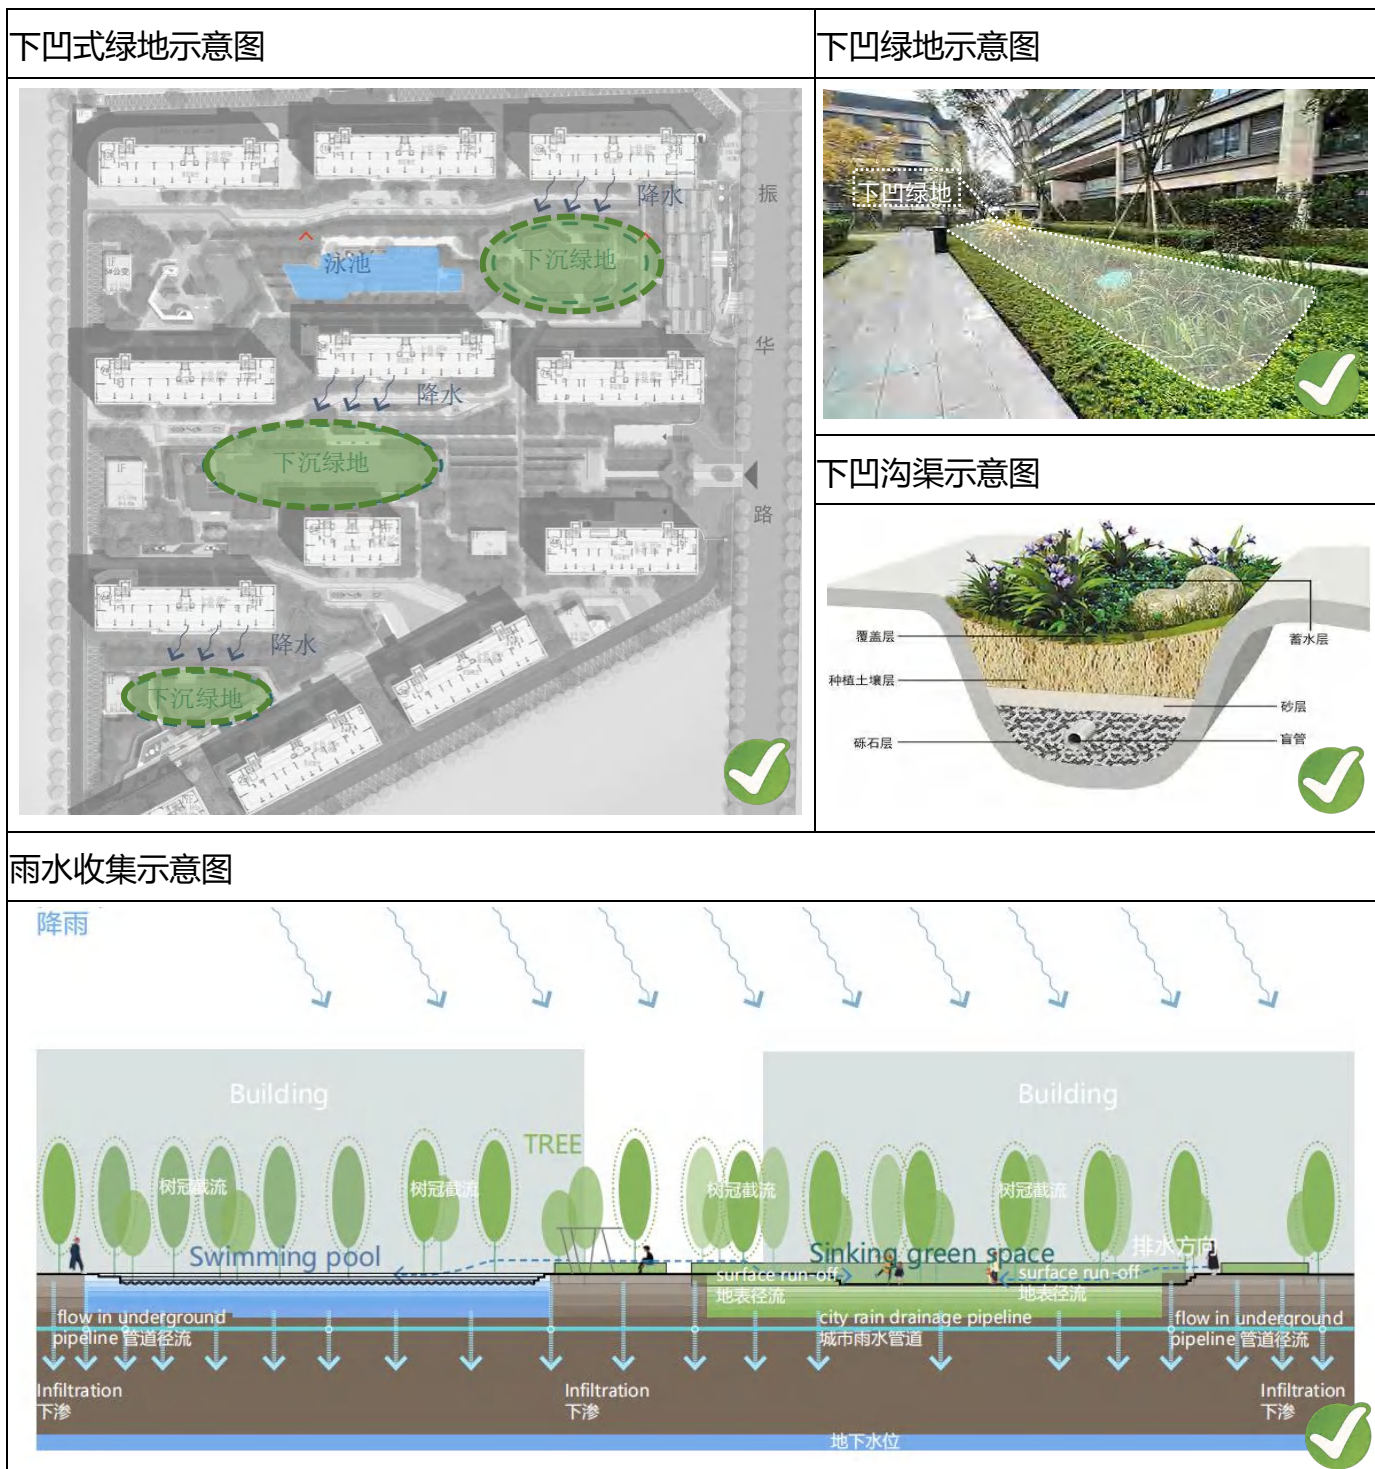 下凹式绿地示意图
降水
振
泳池
下沉绿地
华
降水
下沉绿地
路
降水
下沉绿地
下凹绿地示意图
下凹绿地
下凹沟渠示意图
覆盖层
蓄水层
种植土壤层
砂层
砾石层
盲管
雨水收集示意图
降雨
Building
Building
TREE
树冠截流
树冠截流
树冠截流
树冠截流
Swimming pool
Sinking green space
排水方向
surface run-off
地表径流
surface run-off
地表径流
flow in underground
pipeline 管道径流
city rain drainage pipeline
城市雨水管道
flow in underground
pipeline 管道径流
Infiltration
下渗
Infiltration
下渗
Infiltration
下渗
地下水位